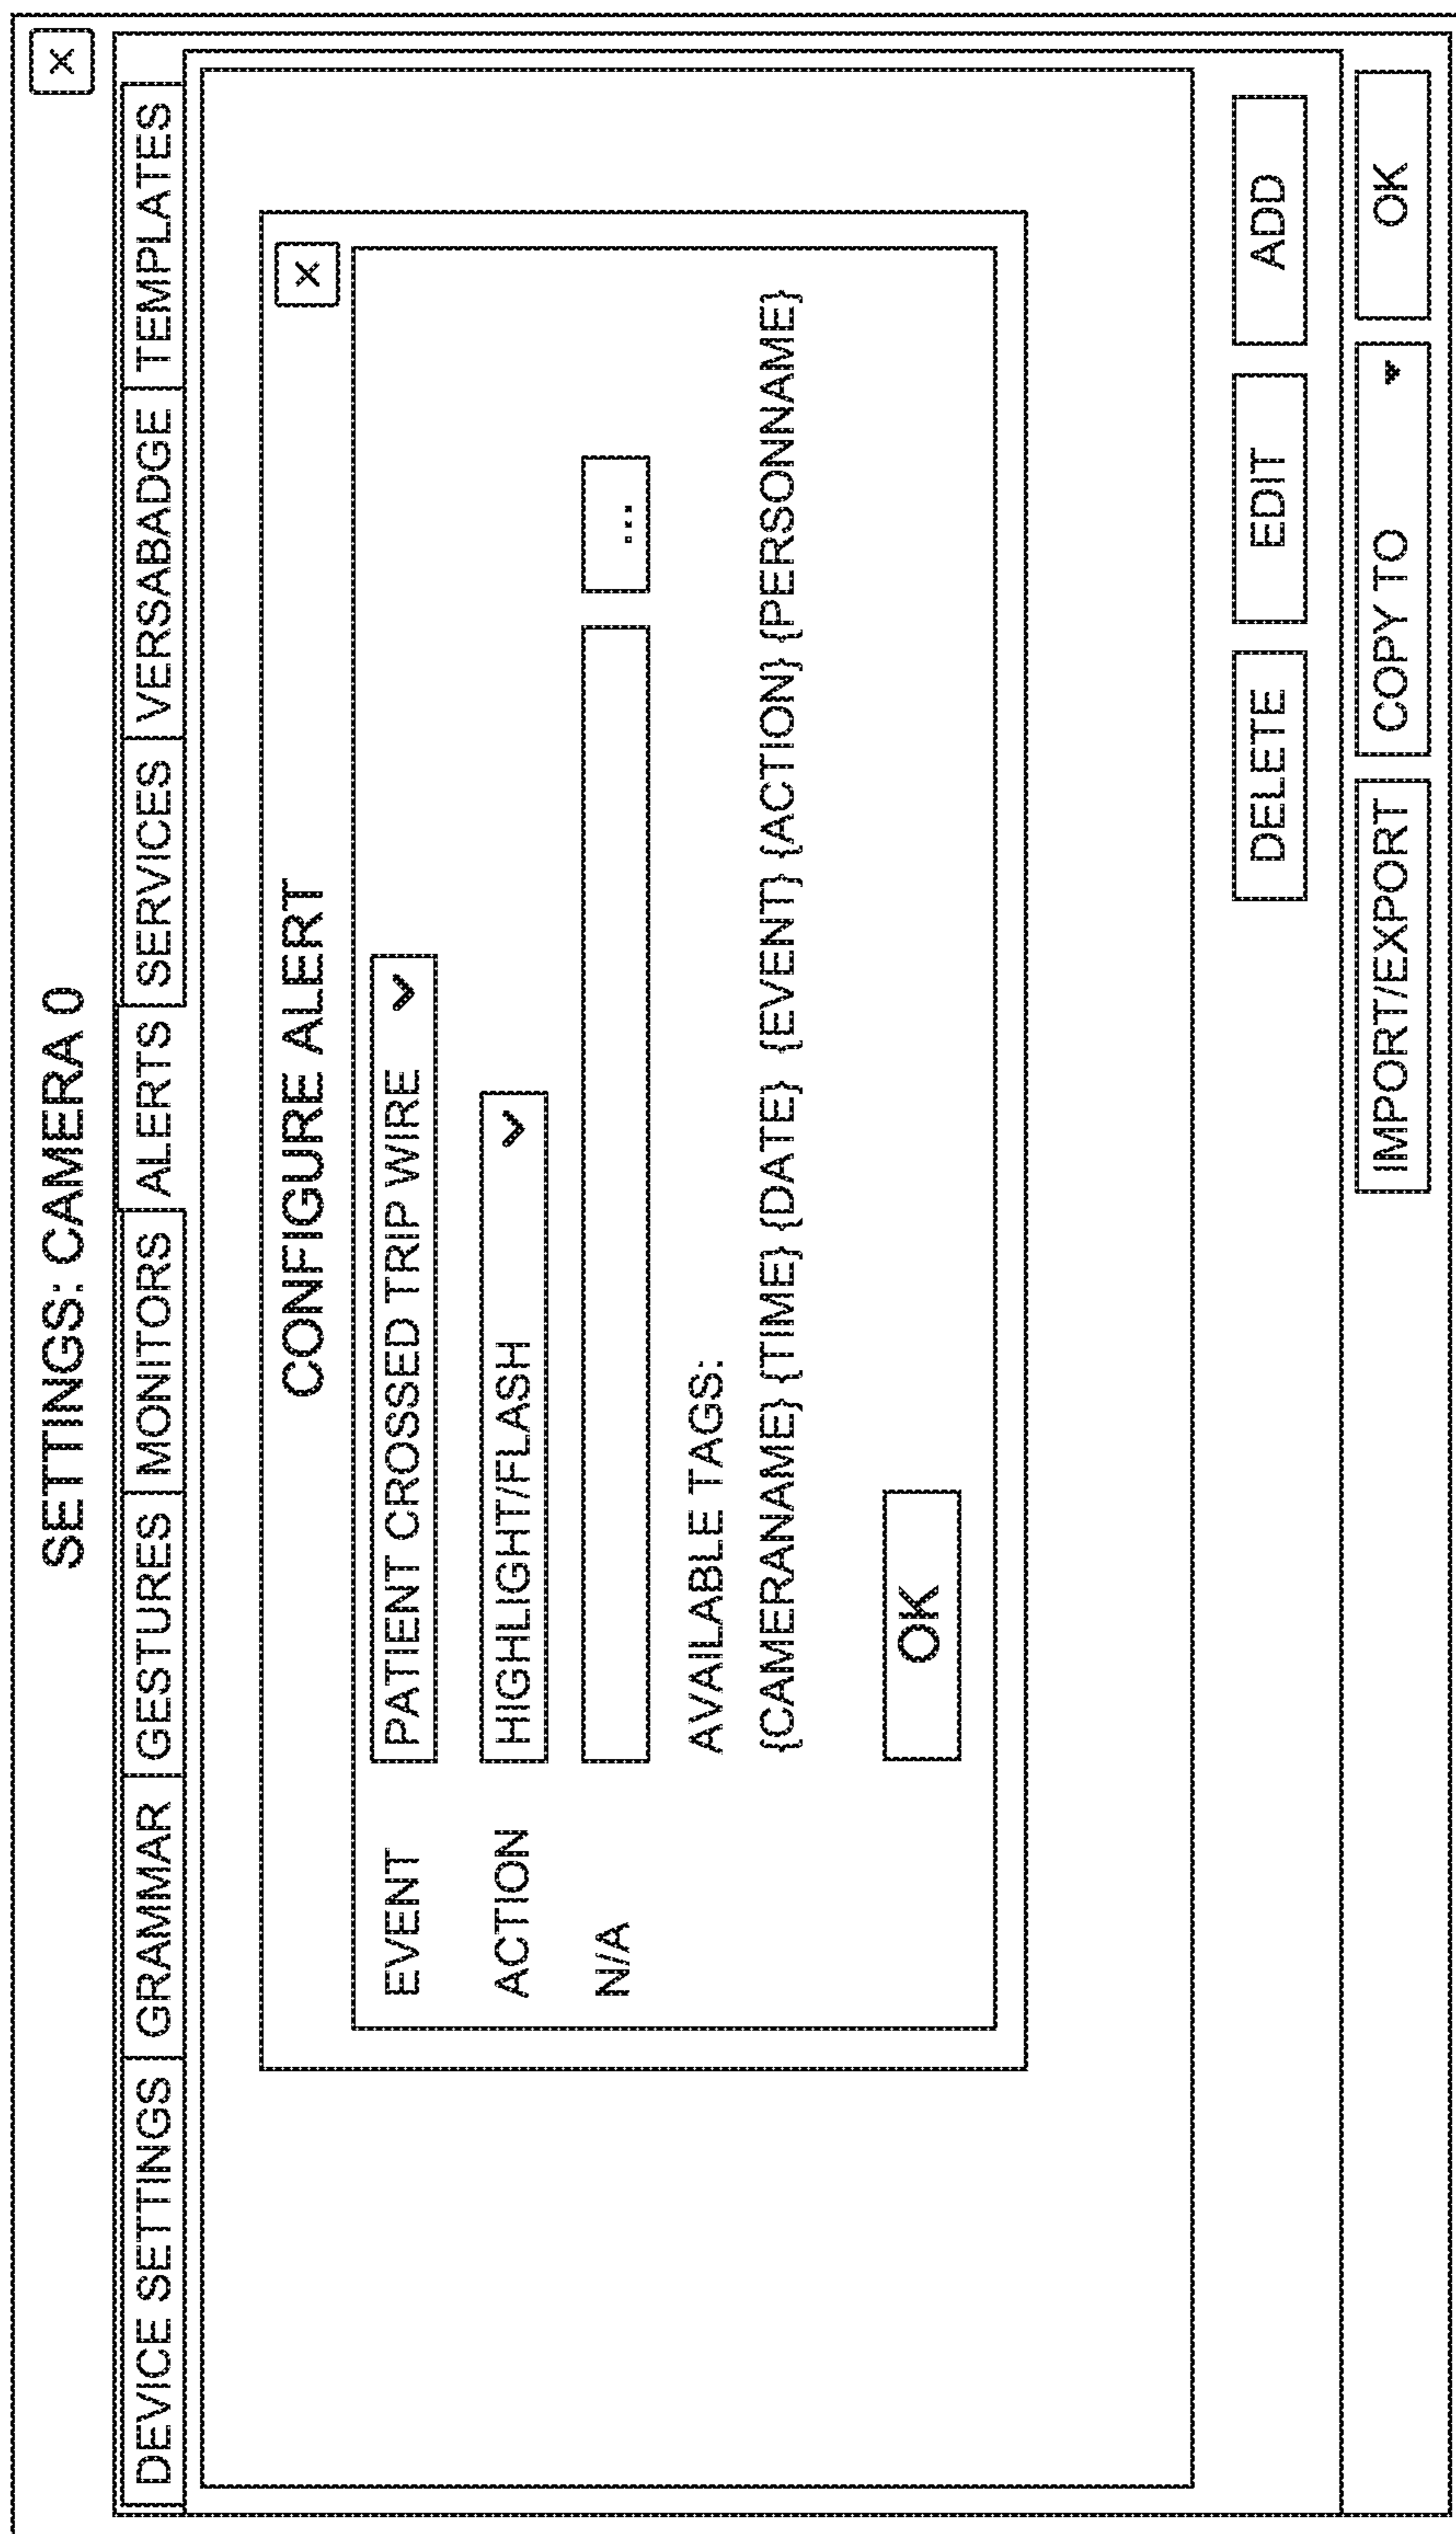 SETTINGS: CAMERA 0
X
DEVICE SETTINGS GRAMMAR GESTURES MONITORS ALERTS SERVICES VERSABADGE TEMPLATES
CONFIGURE ALERT
X
EVENT PATIENT CROSSED TRIP WIRE
ACTION HIGHLIGHT/FLASH
N/A ...
AVAILABLE TAGS:
{CAMERANAME} {TIME} {DATE} {EVENT} {ACTION} {PERSONNAME}
OK
DELETE EDIT ADD
IMPORT/EXPORT COPY TO OK